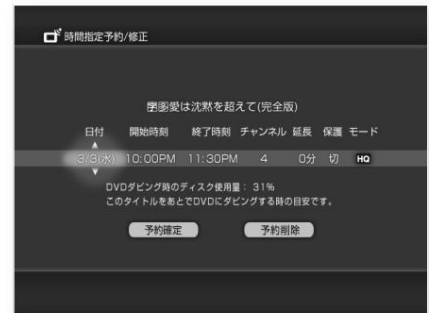 時間指定予約/修正
愛は沈黙を超えて(完全版)
日付 開始時刻 終了時刻 チャンネル 延長 保護 モード
3/3(水) 10:00PM 11:30PM 4 0分 切 HQ
DVDダビング時のディスク使用量： 31%
このタイトルをあとでDVDにダビングする時の目安です。
予約確定 予約削除